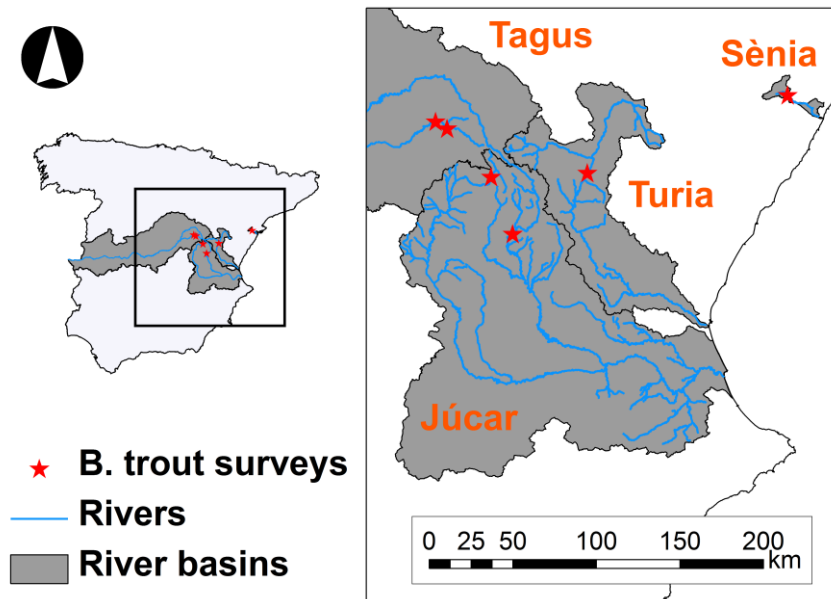 Tagus
Sènia
Turia
Júcar
B. trout surveys
Rivers
River basins
0 25 50 100 150 200
km